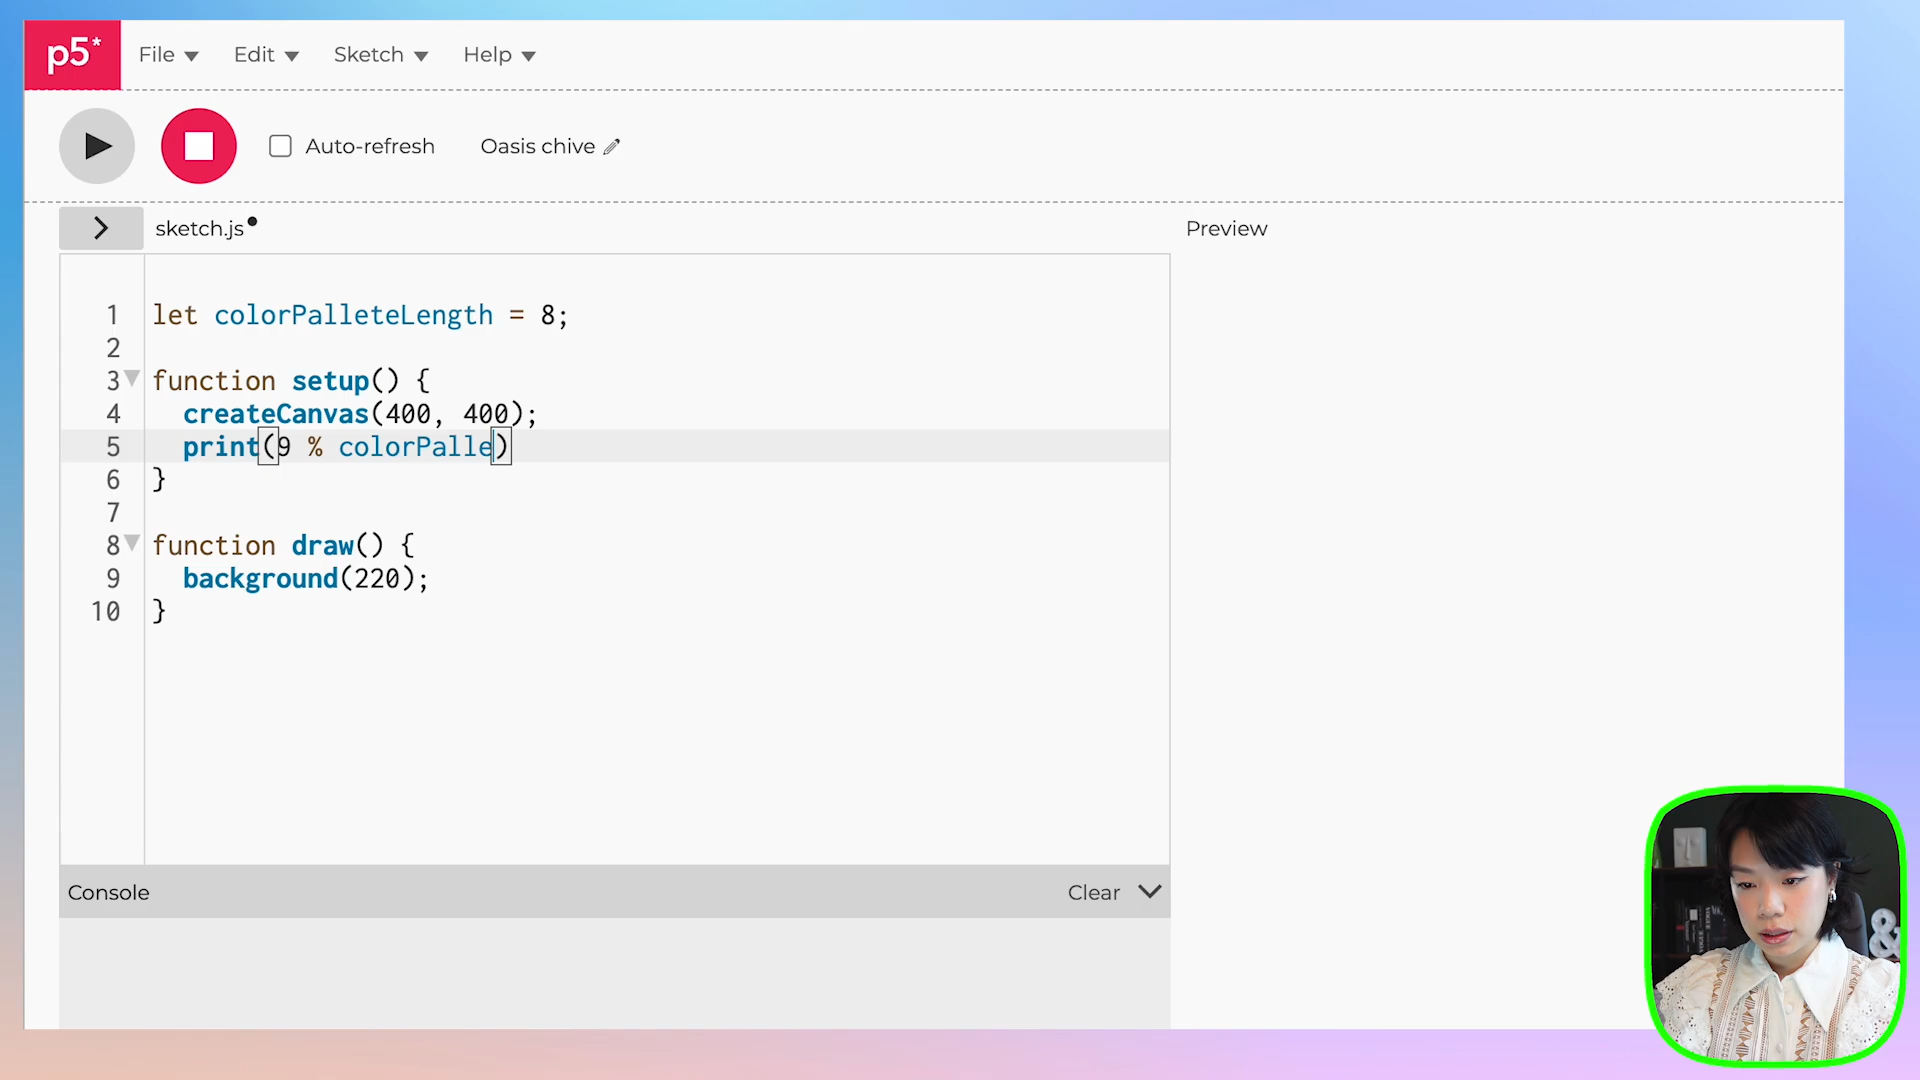 p5* File Edit Sketch Help
Auto-refresh Oasis chive
> sketch.js Preview
1 let colorPalleteLength = 8;
2
3 function setup() {
4 createCanvas(400, 400);
5 print(9 % colorPalle)
6 }
7
8 function draw() {
9 background(220);
10 }
Console Clear
&